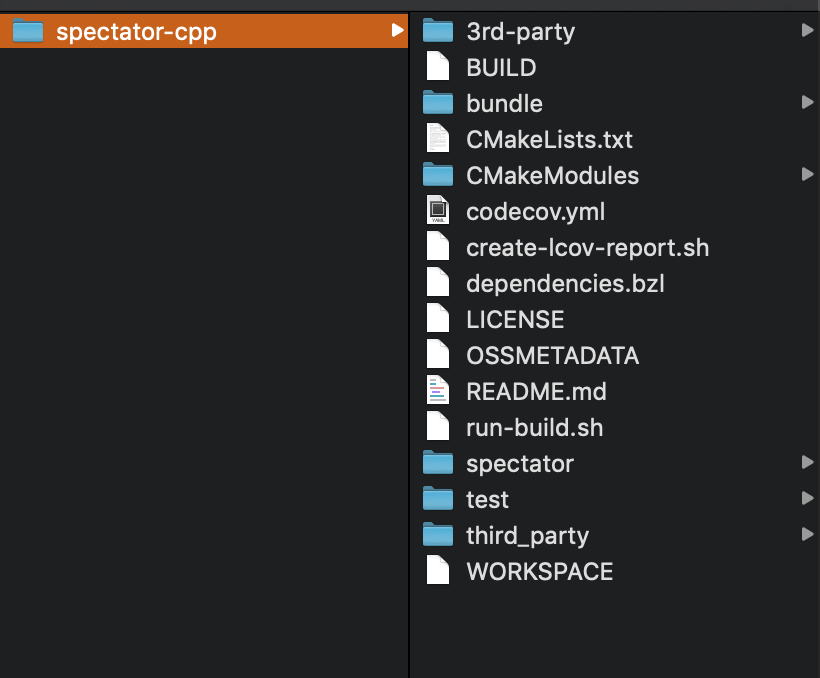 spectator-cpp
3rd-party
BUILD
bundle
CMakeLists.txt
CMakeModules
codecov.yml
create-lcov-report.sh
dependencies.bzl
LICENSE
OSSMETADATA
README.md
run-build.sh
spectator
test
third_party
WORKSPACE